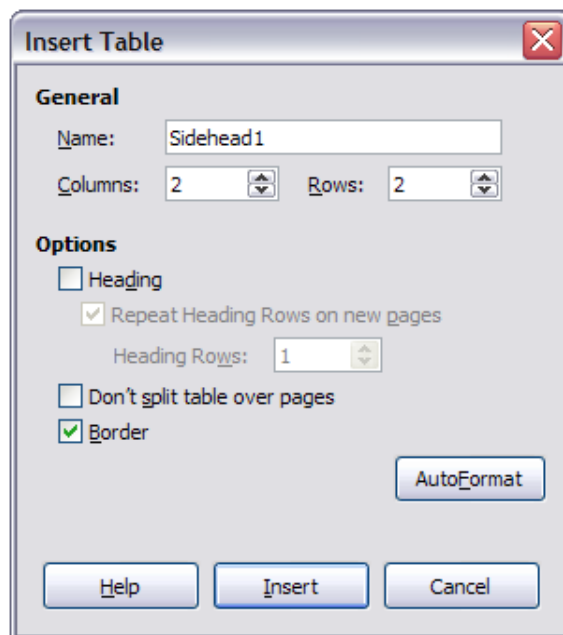 Insert Table
General
Name: Sidehead1
Columns: 2 Rows: 2
Options
Heading
Repeat Heading Rows on new pages
Heading Rows: 1
Don't split table over pages
Border
AutoFormat
Help Insert Cancel